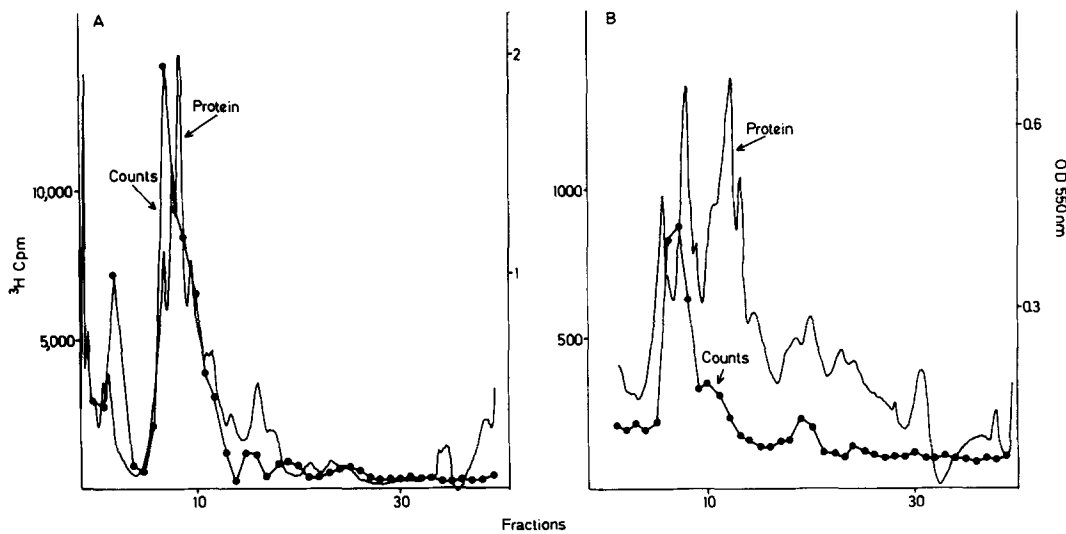 A
B
2
Protein
Counts
10,000
³H Cpm
5,000
1
10
30
Protein
1000
0.6
OD 550nm
0.3
500
Counts
10
30
Fractions